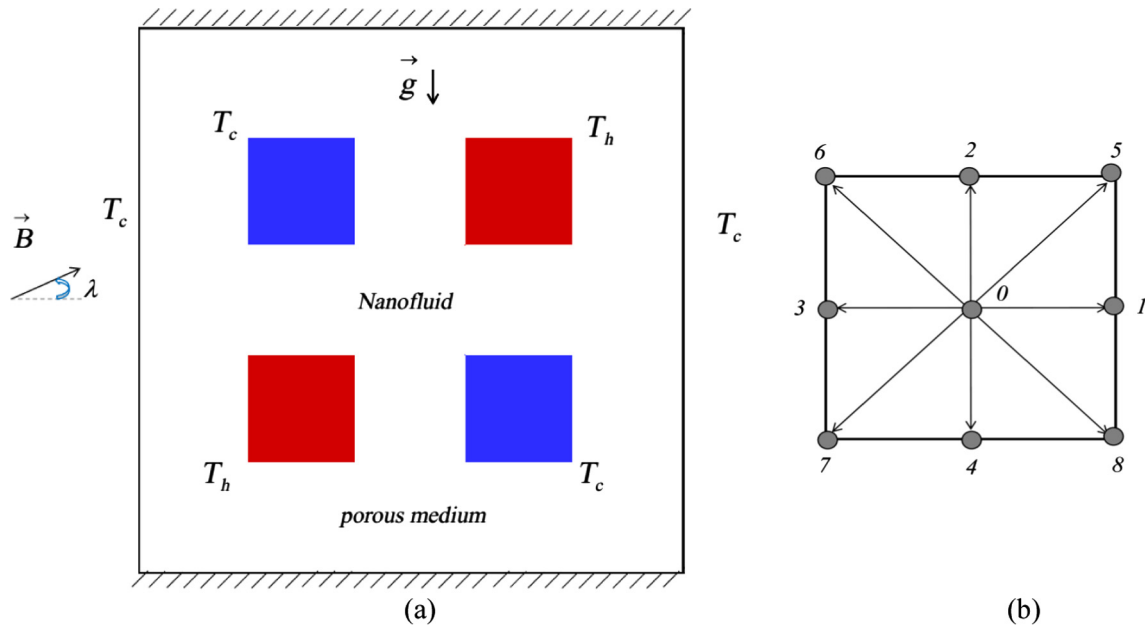 g
T_c
T_h
T_c
B
λ
T_c
Nanofluid
T_h
T_c
porous medium
(a)
6 2 5
3 0 1
7 4 8
(b)